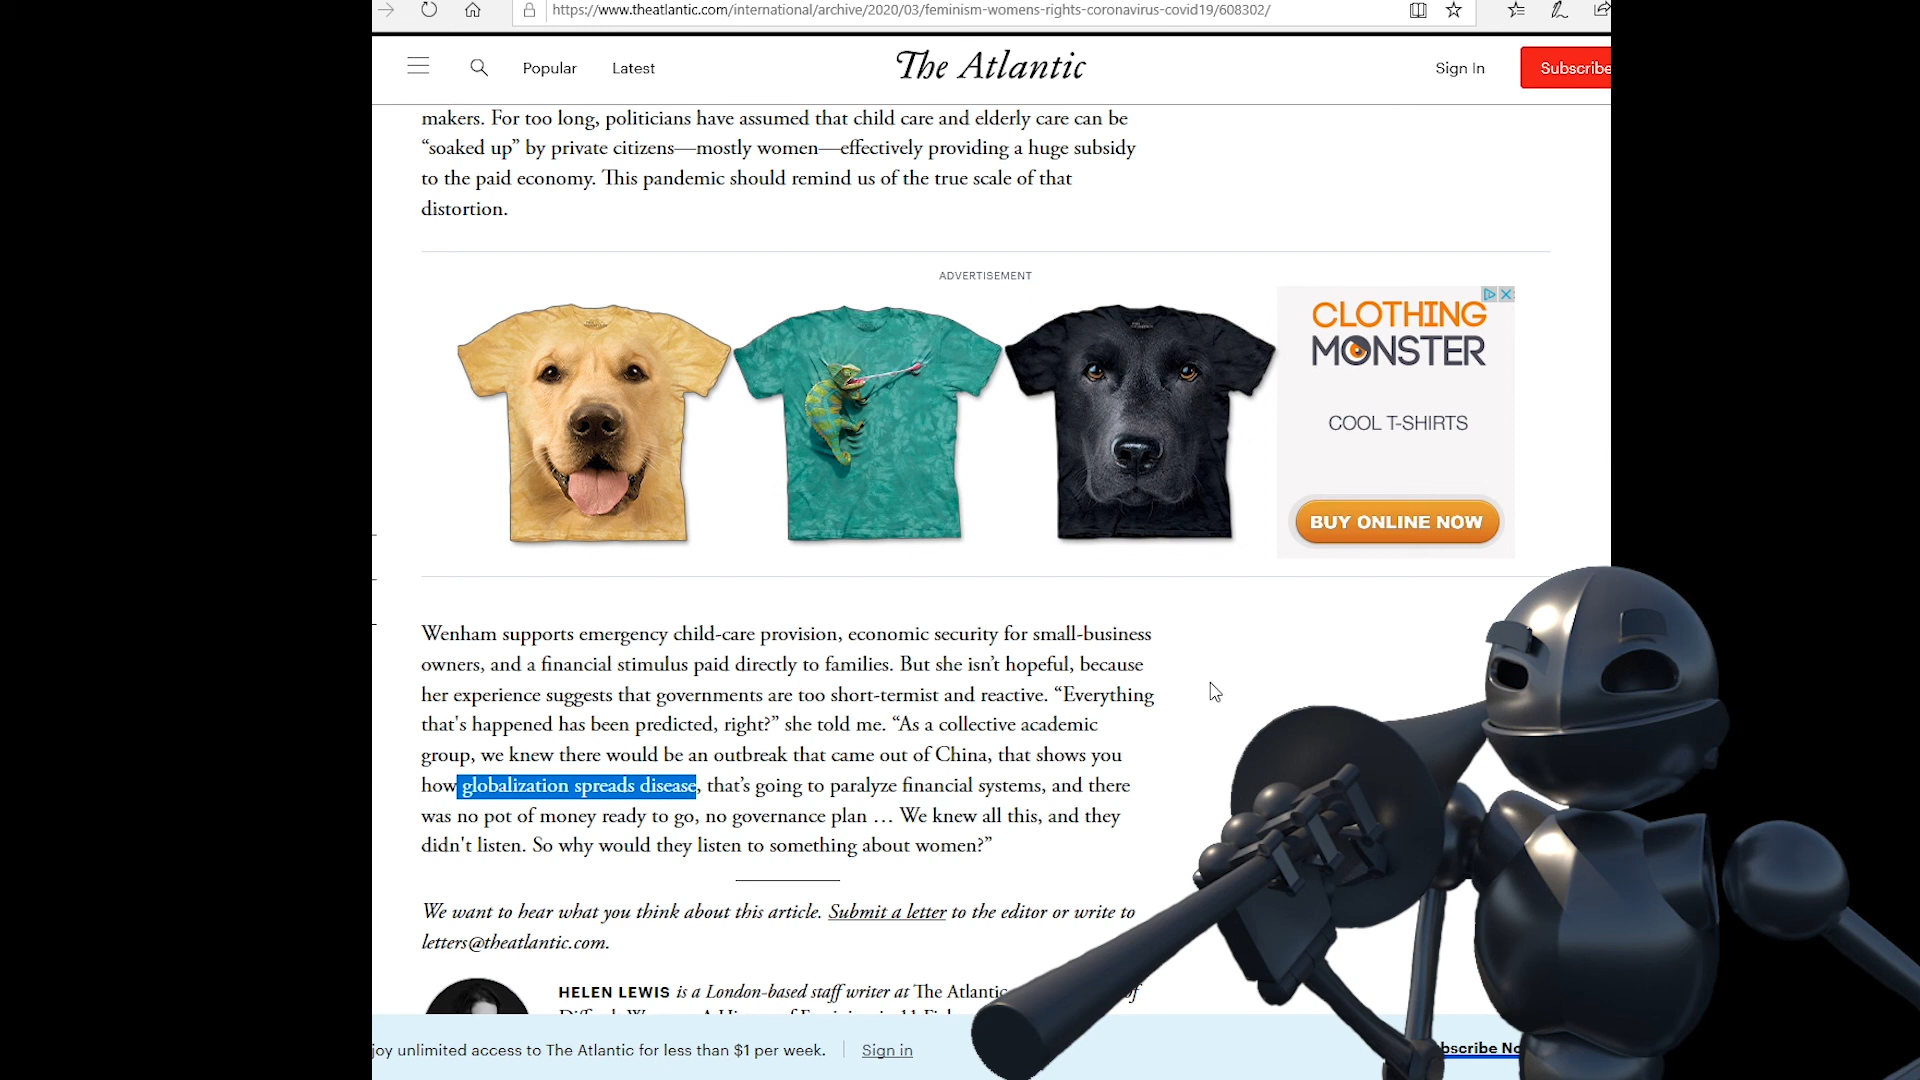 https://www.theatlantic.com/international/archive/2020/03/feminism-womens-rights-coronavirus-covid19/608302/
Popular
Latest
The Atlantic
Sign In
Subscribe
makers. For too long, politicians have assumed that child care and elderly care can be
“soaked up” by private citizens—mostly women—effectively providing a huge subsidy
to the paid economy. This pandemic should remind us of the true scale of that
distortion.
ADVERTISEMENT
CLOTHING
MONSTER
COOL T-SHIRTS
BUY ONLINE NOW
Wenham supports emergency child-care provision, economic security for small-business
owners, and a financial stimulus paid directly to families. But she isn’t hopeful, because
her experience suggests that governments are too short-termist and reactive. “Everything
that's happened has been predicted, right?” she told me. “As a collective academic
group, we knew there would be an outbreak that came out of China, that shows you
how globalization spreads disease, that’s going to paralyze financial systems, and there
was no pot of money ready to go, no governance plan … We knew all this, and they
didn't listen. So why would they listen to something about women?”
We want to hear what you think about this article. Submit a letter to the editor or write to
letters@theatlantic.com.
HELEN LEWIS is a London-based staff writer at The Atlantic
of
joy unlimited access to The Atlantic for less than $1 per week.
Sign in
bscribe No